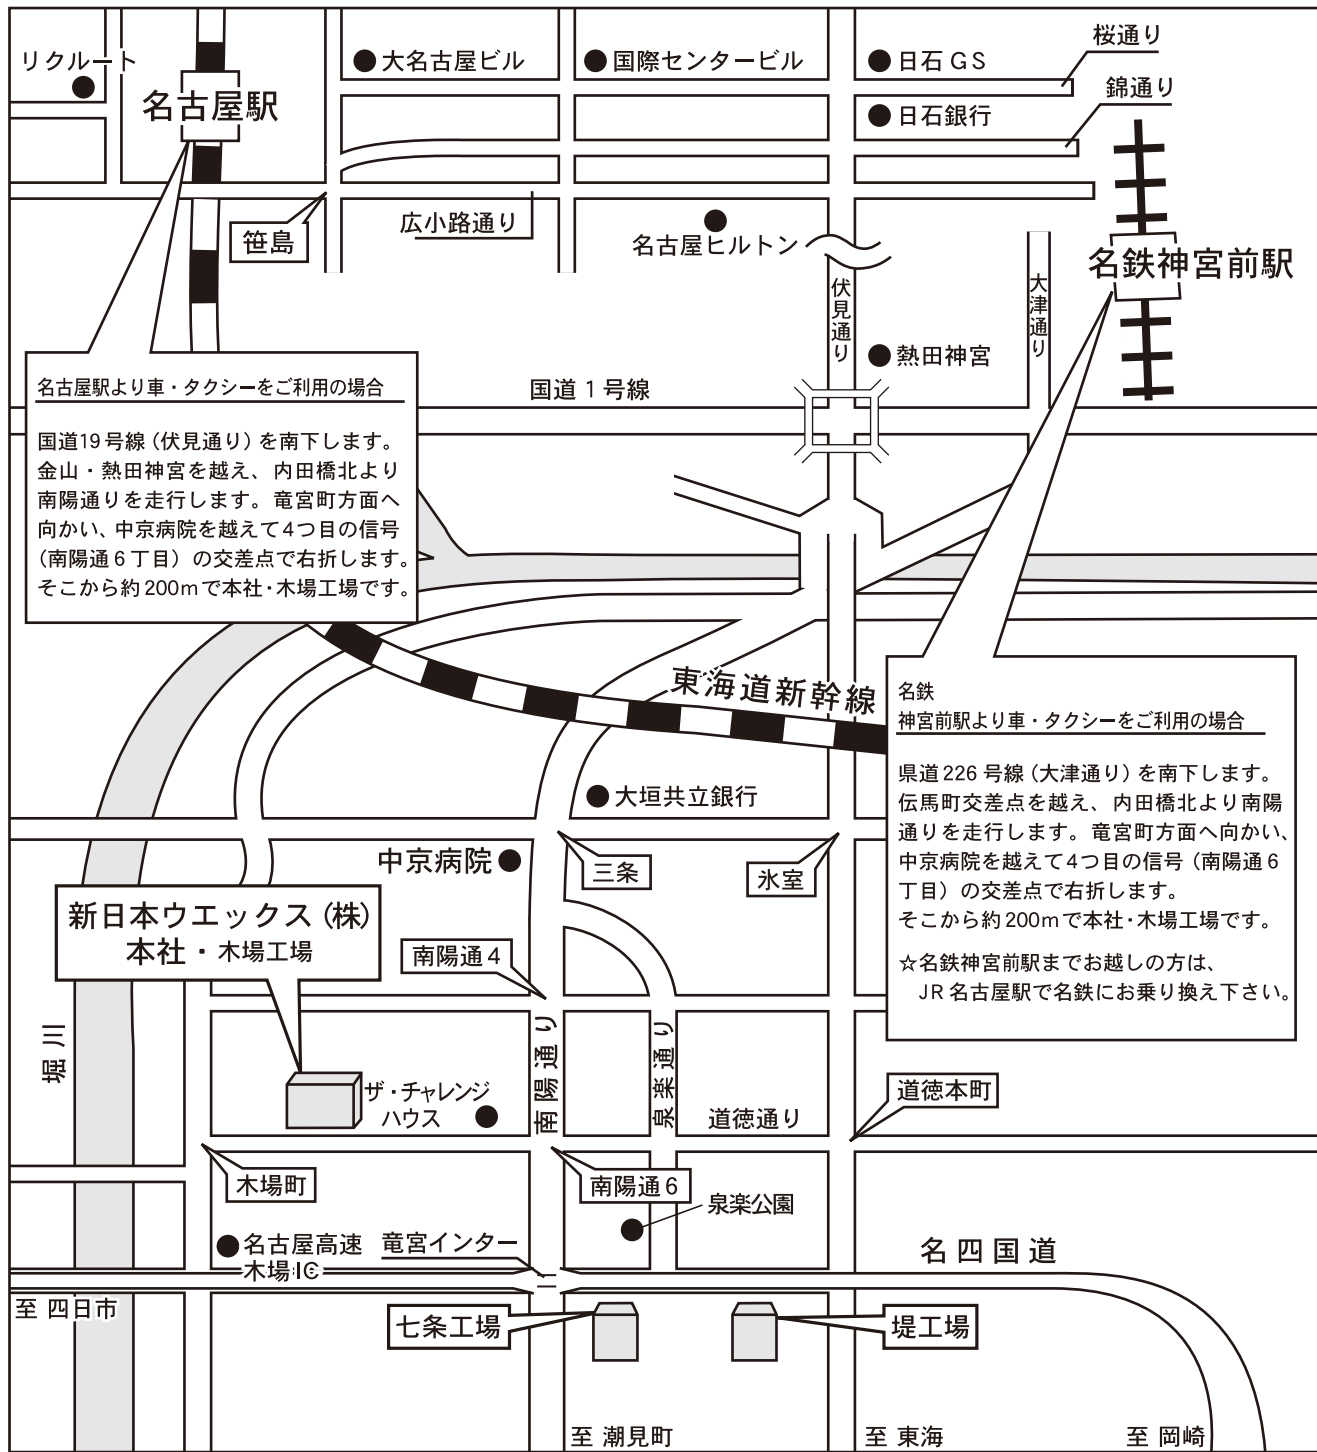 リクルート
名古屋駅
大名古屋ビル
国際センタービル
日石GS
桜通り
錦通り
日石銀行
笹島
広小路通り
名古屋ヒルトン
名鉄神宮前駅
伏見通り
大津通り
熱田神宮
国道1号線
名古屋駅より車・タクシーをご利用の場合
国道19号線(伏見通り)を南下します。
金山・熱田神宮を越え、内田橋北より
南陽通りを走行します。竜宮町方面へ
向かい、中京病院を越えて4つ目の信号
(南陽通6丁目)の交差点で右折します。
そこから約200mで本社・木場工場です。
東海道新幹線
名鉄
神宮前駅より車・タクシーをご利用の場合
県道226号線(大津通り)を南下します。
伝馬町交差点を越え、内田橋北より南陽
通りを走行します。竜宮町方面へ向かい、
中京病院を越えて4つ目の信号(南陽通6
丁目)の交差点で右折します。
そこから約200mで本社・木場工場です。
☆名鉄神宮前駅までお越しの方は、
JR名古屋駅で名鉄にお乗り換え下さい。
大垣共立銀行
中京病院
三条
氷室
新日本ウエックス(株)
本社・木場工場
南陽通4
堀川
南陽通り
泉楽通り
ザ・チャレンジ
ハウス
道徳通り
道徳本町
木場町
南陽通6
泉楽公園
名古屋高速
木場IC
竜宮インター
名四国道
至 四日市
七条工場
堤工場
至 潮見町
至 東海
至 岡崎